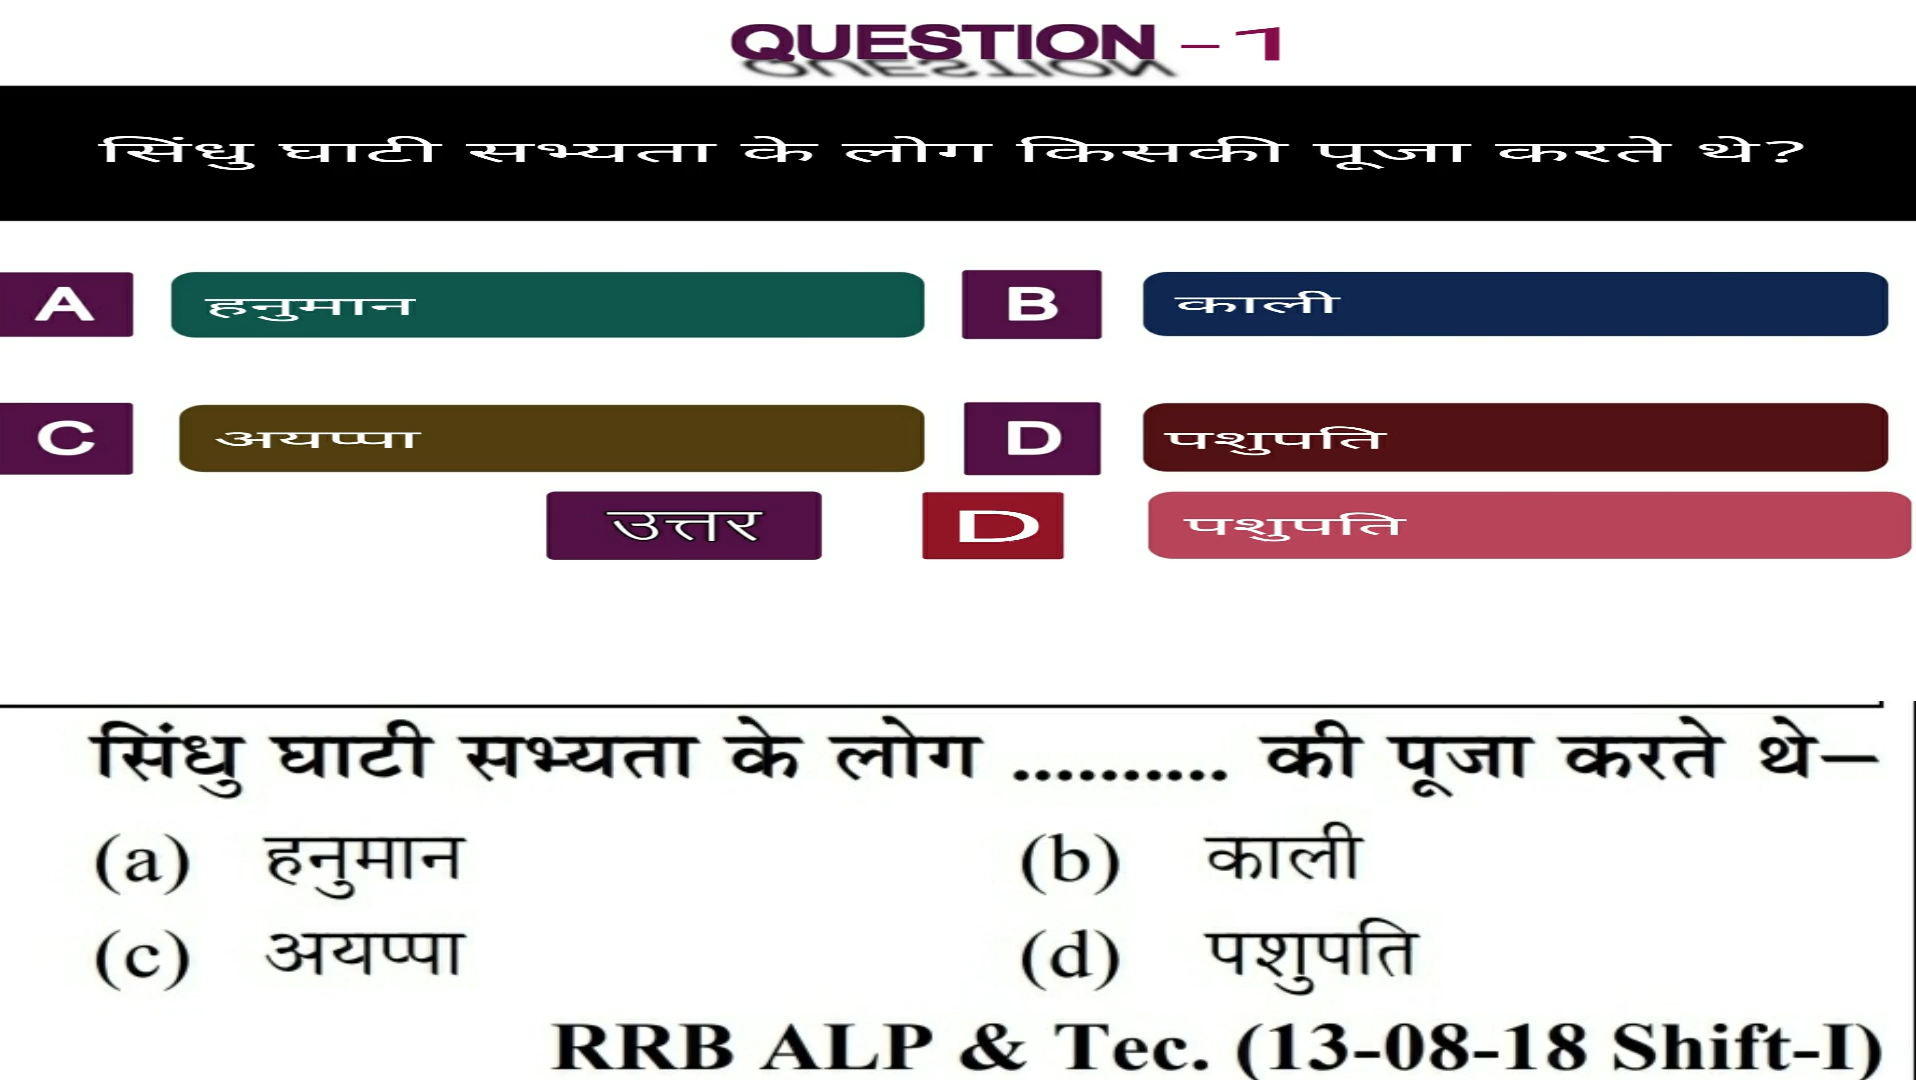 QUESTION – 1
सिंधु घाटी सभ्यता के लोग किसकी पूजा करते थे?
A हनुमान B काली
C अयप्पा D पशुपति
उत्तर D पशुपति
सिंधु घाटी सभ्यता के लोग .......... की पूजा करते थे–
(a) हनुमान (b) काली
(c) अयप्पा (d) पशुपति
RRB ALP & Tec. (13-08-18 Shift-I)